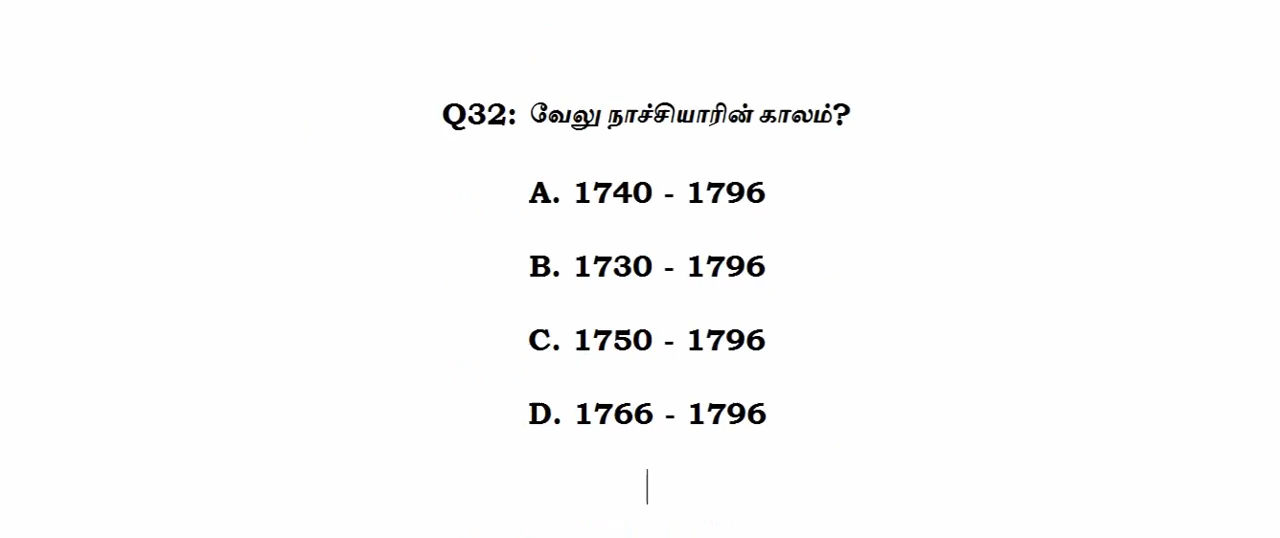 Q32: வேலு நாச்சியாரின் காலம்?
A. 1740 - 1796
B. 1730 - 1796
C. 1750 - 1796
D. 1766 - 1796